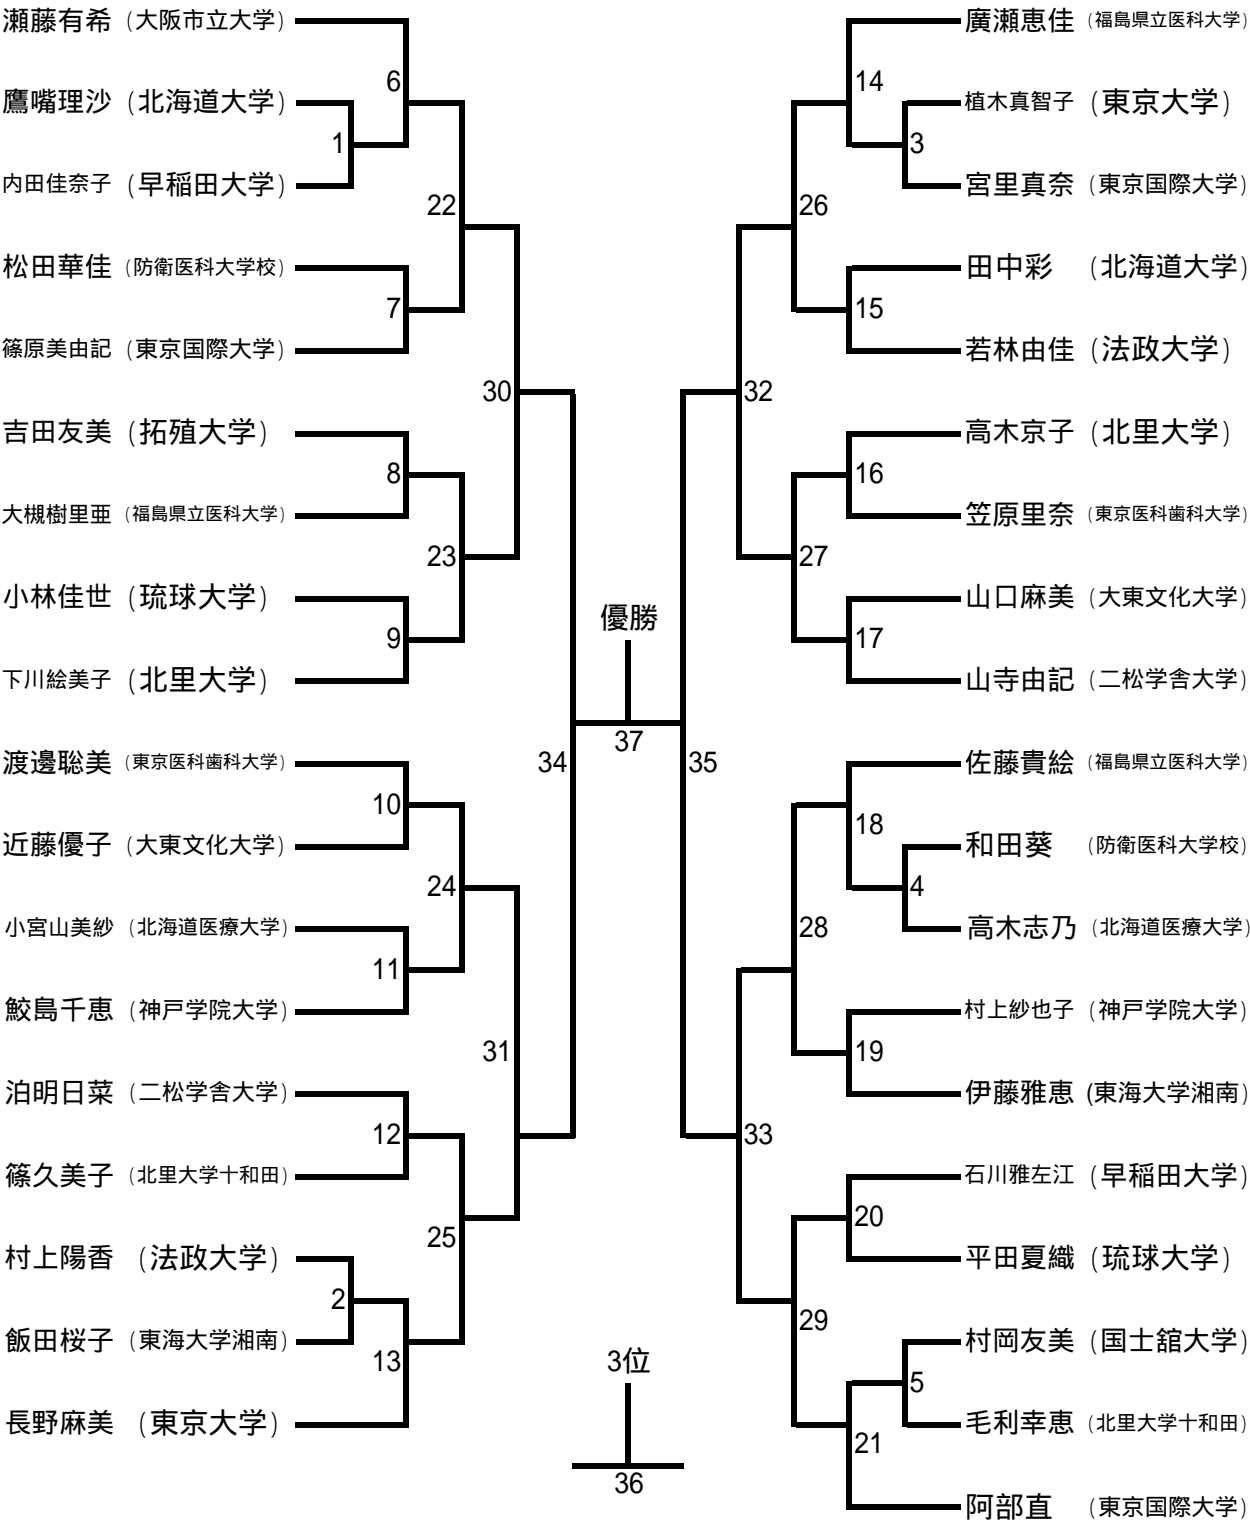 瀬藤有希 (大阪市立大学)
鷹嘴理沙 (北海道大学)
内田佳奈子 (早稲田大学)
松田華佳 (防衛医科大学校)
篠原美由記 (東京国際大学)
吉田友美 (拓殖大学)
大槻樹里亜 (福島県立医科大学)
小林佳世 (琉球大学)
下川絵美子 (北里大学)
渡邊聡美 (東京医科歯科大学)
近藤優子 (大東文化大学)
小宮山美紗 (北海道医療大学)
鮫島千恵 (神戸学院大学)
泊明日菜 (二松学舎大学)
篠久美子 (北里大学十和田)
村上陽香 (法政大学)
飯田桜子 (東海大学湘南)
長野麻美 (東京大学)
6
1
22
7
30
8
23
9
34
10
24
11
31
12
25
2
13
優勝
37
3位
36
14
3
26
15
32
16
27
17
35
18
4
28
19
33
20
29
5
21
廣瀬恵佳 (福島県立医科大学)
植木真智子 (東京大学)
宮里真奈 (東京国際大学)
田中彩 (北海道大学)
若林由佳 (法政大学)
高木京子 (北里大学)
笠原里奈 (東京医科歯科大学)
山口麻美 (大東文化大学)
山寺由記 (二松学舎大学)
佐藤貴絵 (福島県立医科大学)
和田葵 (防衛医科大学校)
高木志乃 (北海道医療大学)
村上紗也子 (神戸学院大学)
伊藤雅恵 (東海大学湘南)
石川雅左江 (早稲田大学)
平田夏織 (琉球大学)
村岡友美 (国士舘大学)
毛利幸恵 (北里大学十和田)
阿部直 (東京国際大学)